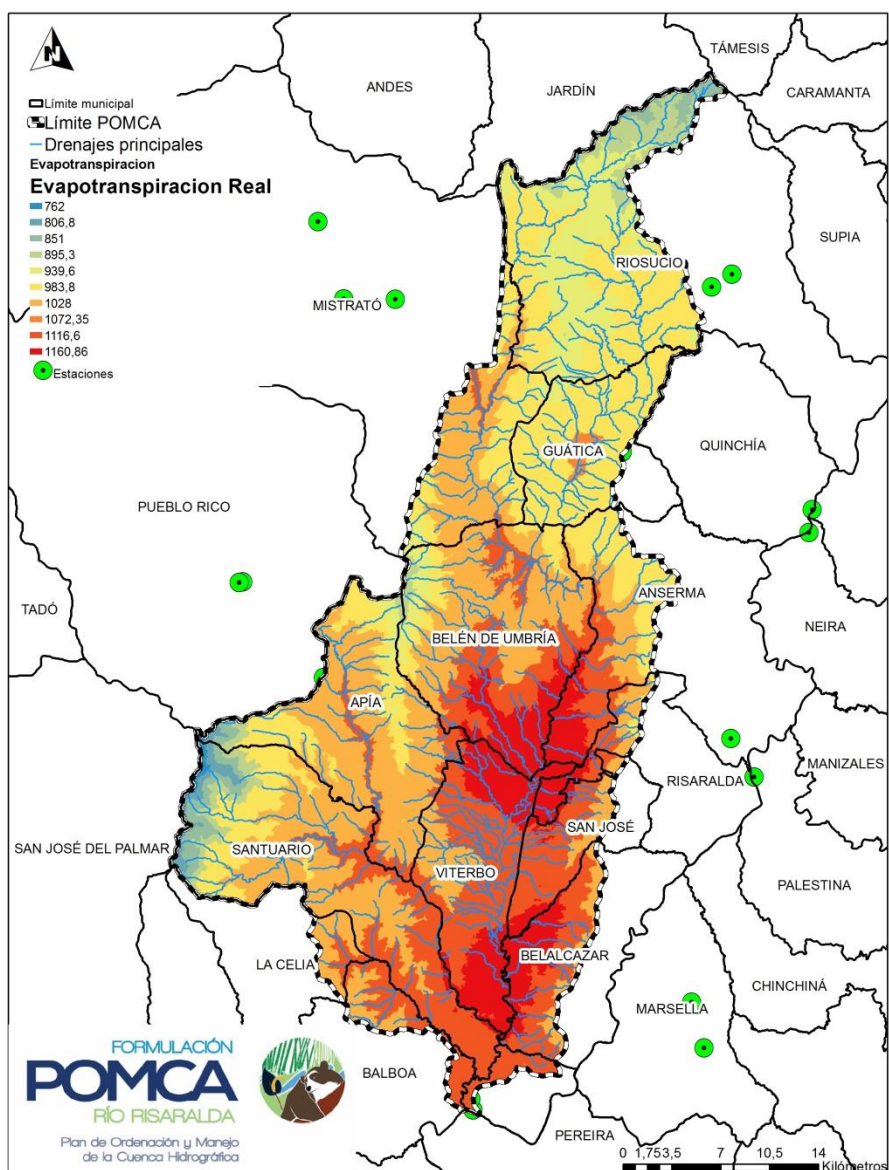 N
Límite municipal
Límite POMCA
Drenajes principales
Evapotranspiracion
Evapotranspiracion Real
762
806,8
851
895,3
939,6
983,8
1028
1072,35
1116,6
1160,86
Estaciones
TÁMESIS
ANDES
JARDÍN
CARAMANTA
SUPIA
RIOSUCIO
MISTRATÓ
GUÁTICA
QUINCHÍA
PUEBLO RICO
ANSERMA
TADÓ
NEIRA
BELÉN DE UMBRÍA
APÍA
MANIZALES
RISARALDA
SAN JOSÉ
SAN JOSÉ DEL PALMAR
SANTUARIO
VITERBO
PALESTINA
LA CELIA
BELALCAZAR
CHINCHINÁ
MARSELLA
BALBOA
PEREIRA
FORMULACIÓN
POMCA
RÍO RISARALDA
Plan de Ordenación y Manejo
de la Cuenca Hidrográfica
0 1,75 3,5 7 10,5 14
Kilómetros